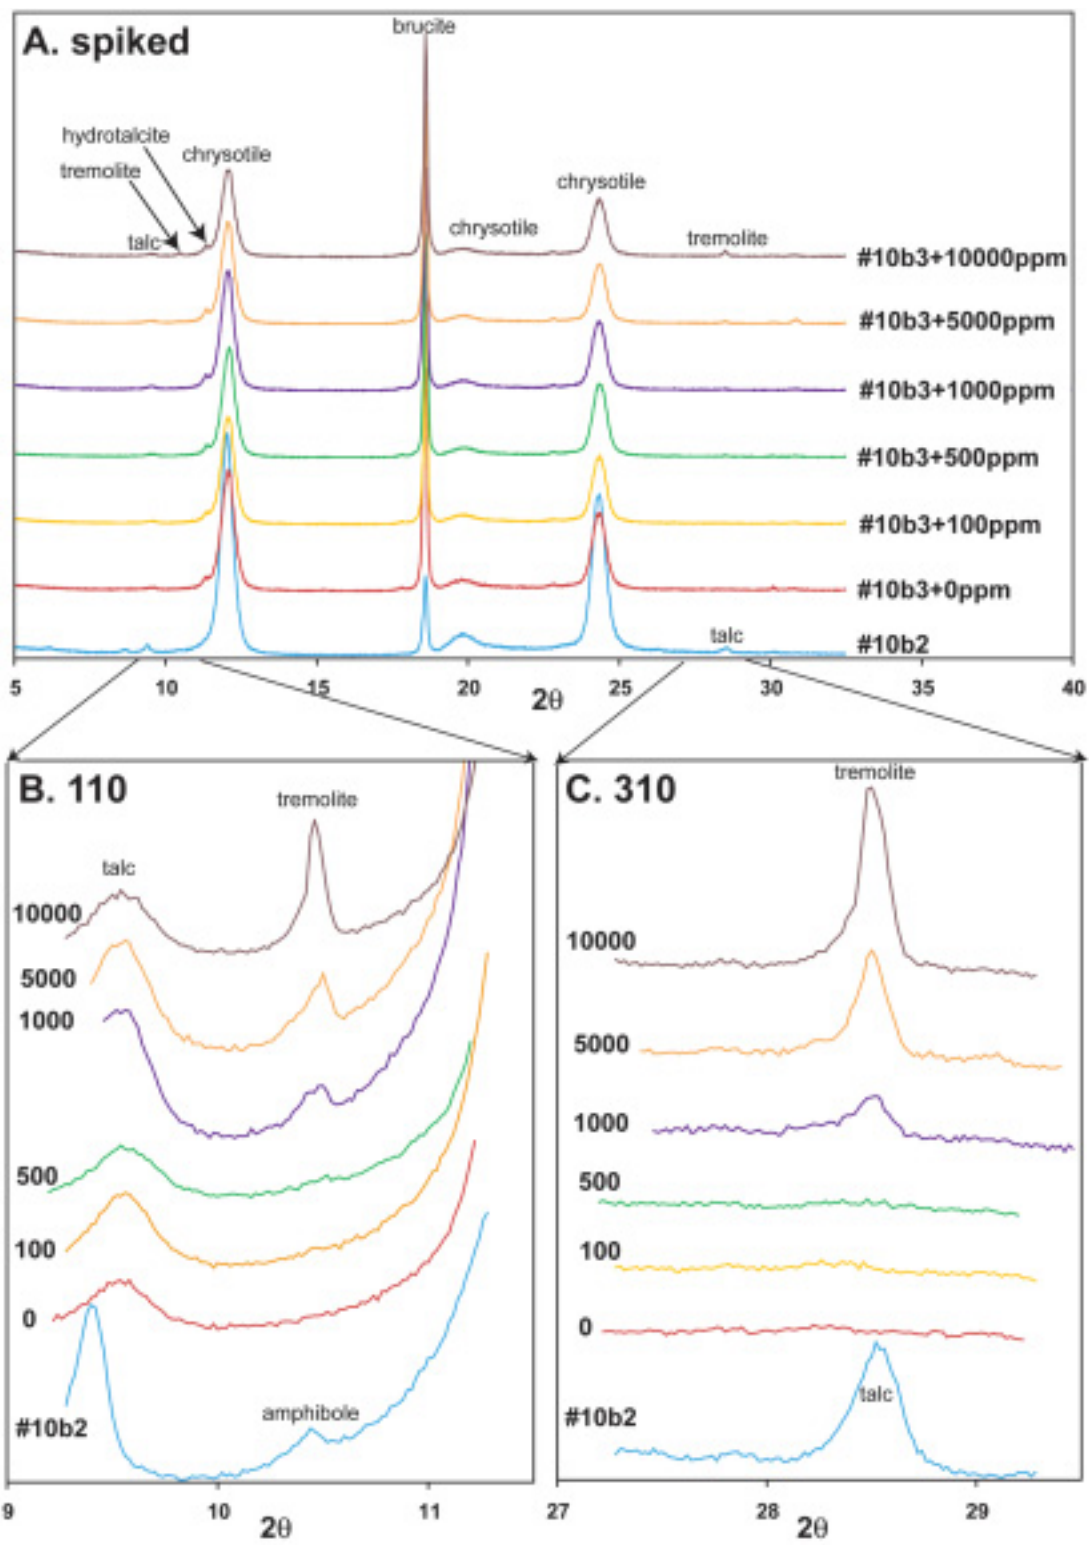 A. spiked
brucite
hydrotalcite
chrysotile
tremolite
chrysotile
chrysotile
talc
tremolite
#10b3+10000ppm
#10b3+5000ppm
#10b3+1000ppm
#10b3+500ppm
#10b3+100ppm
#10b3+0ppm
talc
#10b2
5 10 15 20 25 30 35 40
2θ
B. 110
tremolite
talc
10000
5000
1000
500
100
0
amphibole
#10b2
9 10 11
2θ
C. 310
tremolite
10000
5000
1000
500
100
0
talc
#10b2
27 28 29
2θ